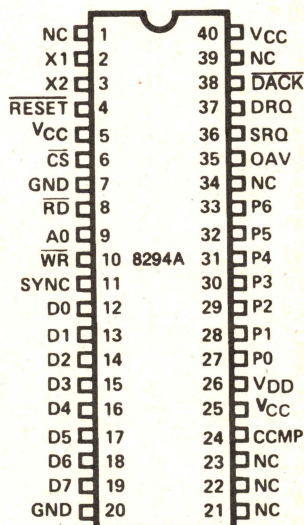 NC 1 40 VCC
X1 2 39 NC
X2 3 38 DACK
RESET 4 37 DRQ
VCC 5 36 SRQ
CS 6 35 OAV
GND 7 34 NC
RD 8 33 P6
A0 9 32 P5
WR 10 8294A 31 P4
SYNC 11 30 P3
D0 12 29 P2
D1 13 28 P1
D2 14 27 P0
D3 15 26 VDD
D4 16 25 VCC
D5 17 24 CCMP
D6 18 23 NC
D7 19 22 NC
GND 20 21 NC